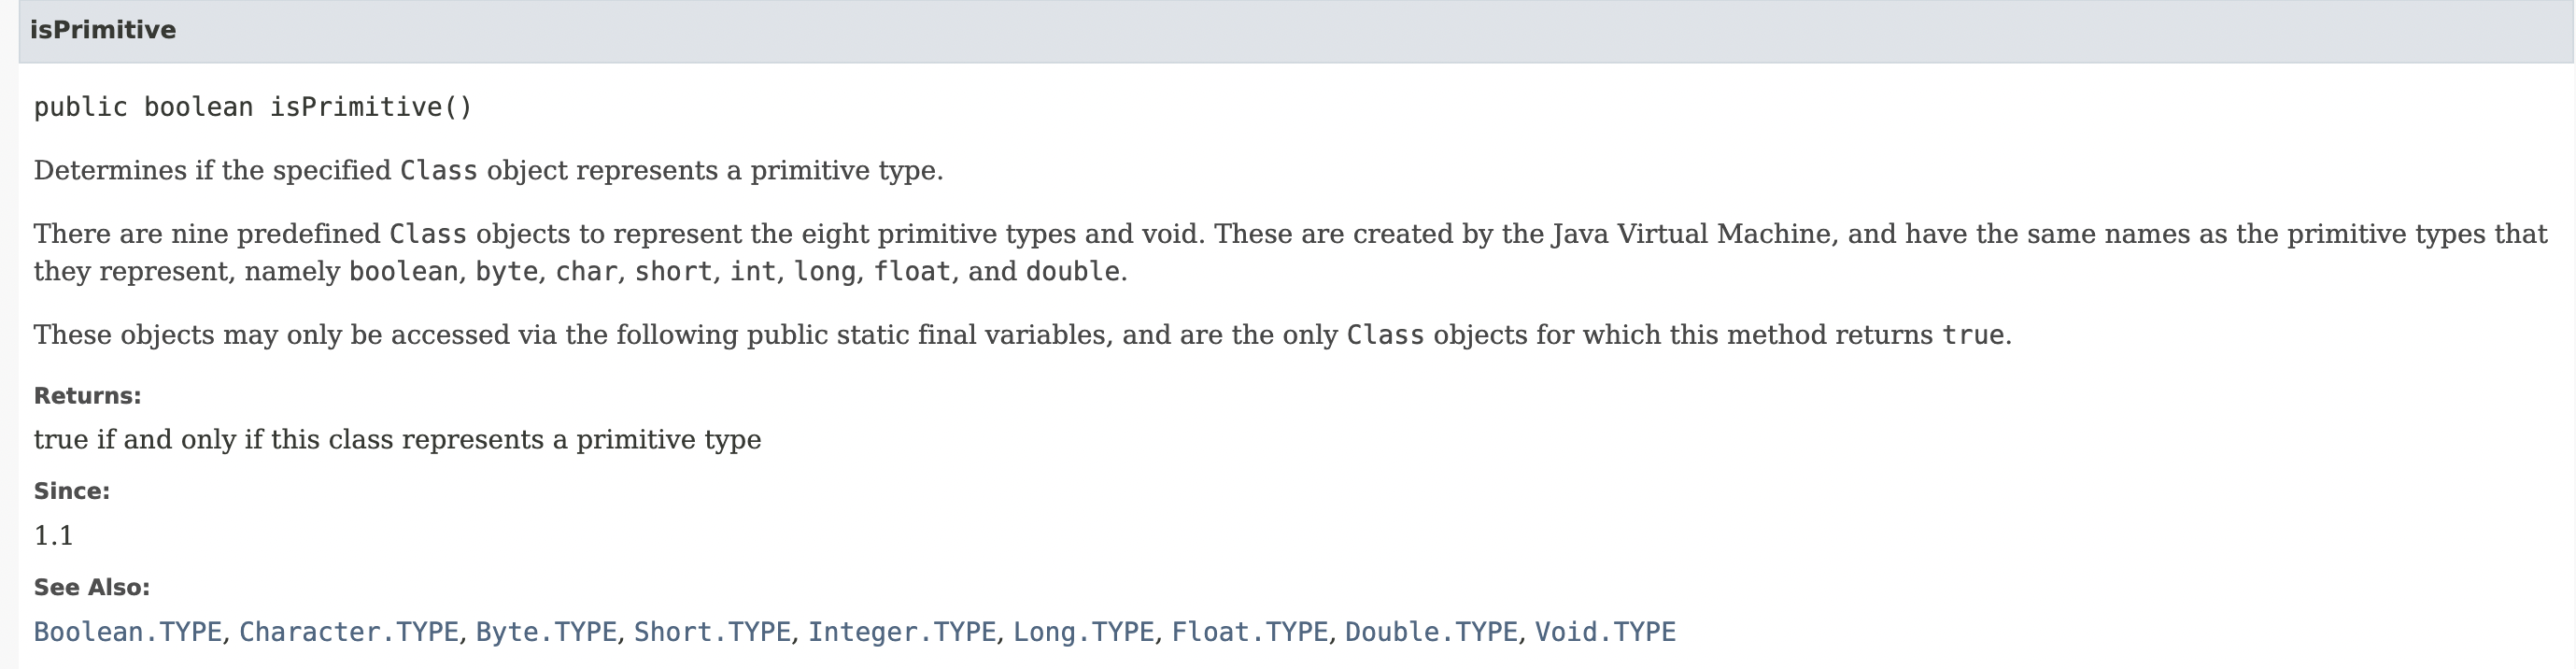 isPrimitive
public boolean isPrimitive()
Determines if the specified Class object represents a primitive type.
There are nine predefined Class objects to represent the eight primitive types and void. These are created by the Java Virtual Machine, and have the same names as the primitive types that
they represent, namely boolean, byte, char, short, int, long, float, and double.
These objects may only be accessed via the following public static final variables, and are the only Class objects for which this method returns true.
Returns:
true if and only if this class represents a primitive type
Since:
1.1
See Also:
Boolean.TYPE, Character.TYPE, Byte.TYPE, Short.TYPE, Integer.TYPE, Long.TYPE, Float.TYPE, Double.TYPE, Void.TYPE